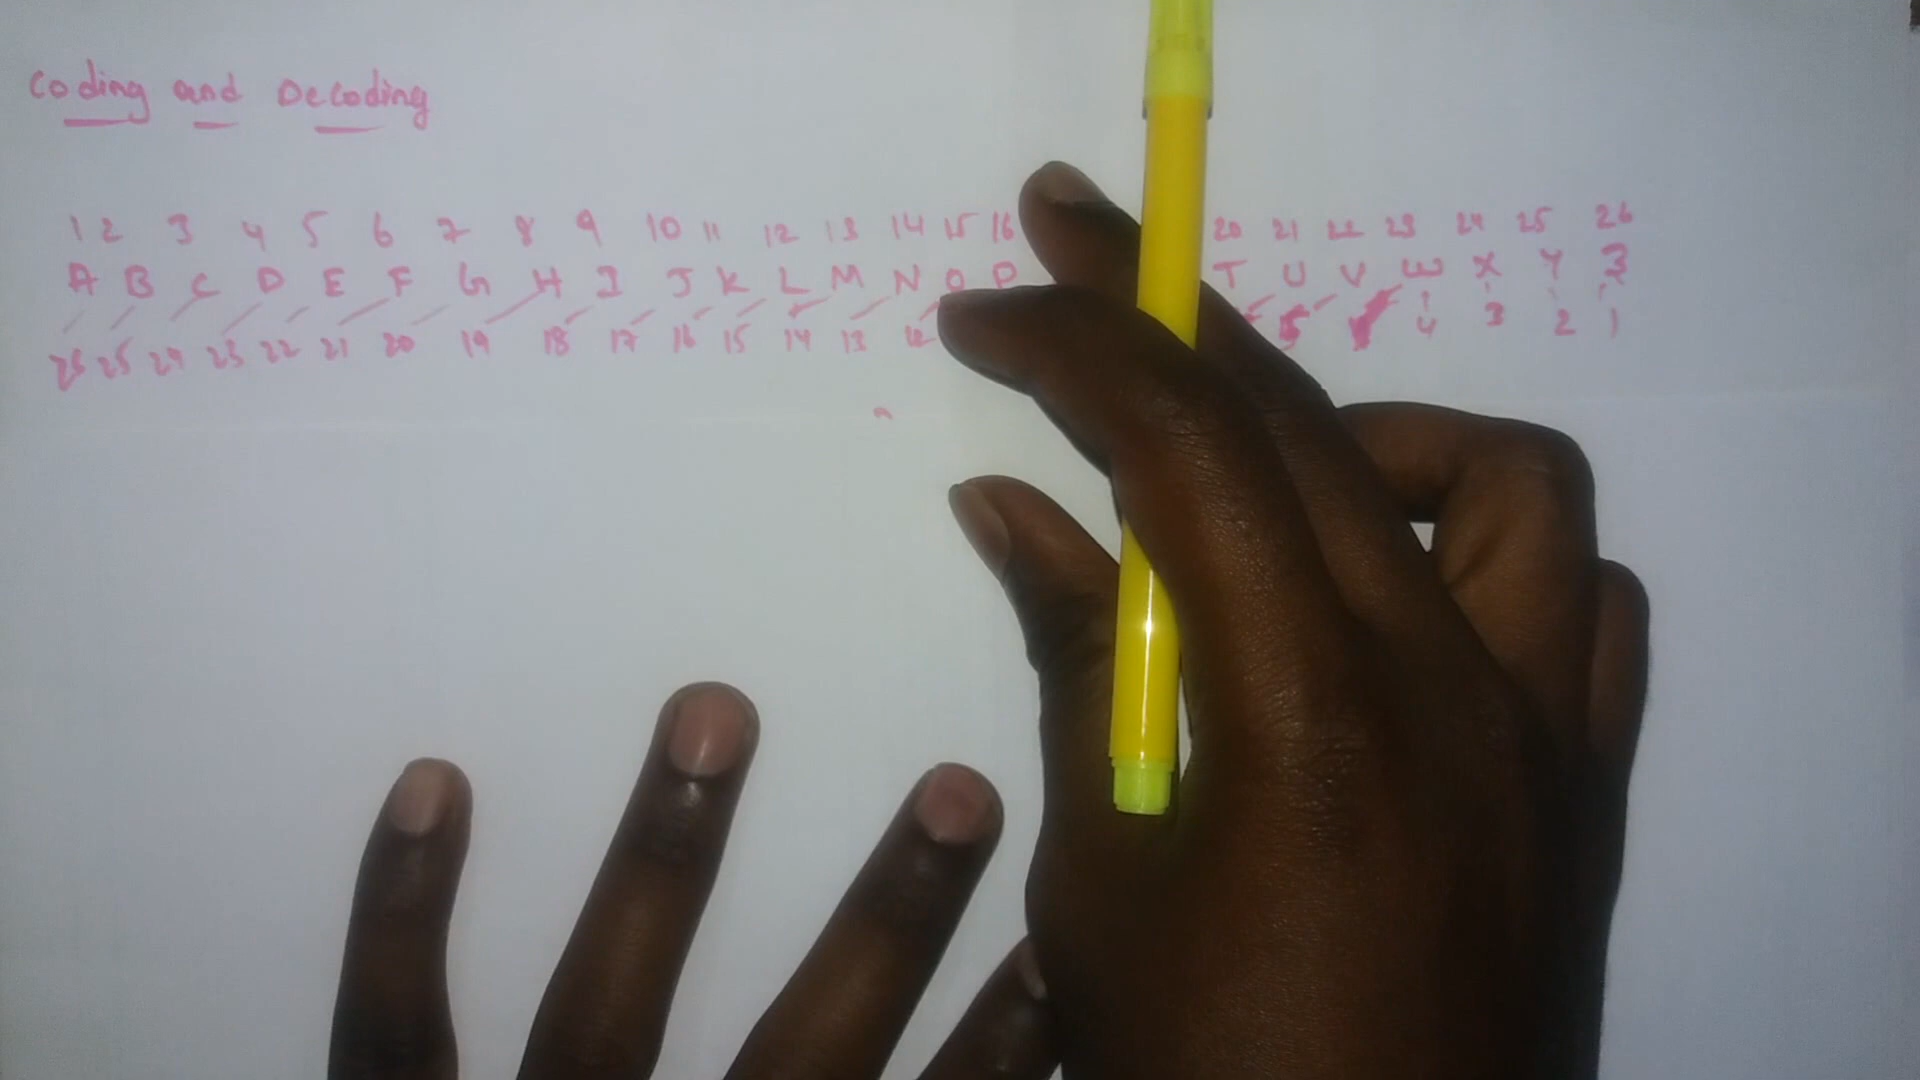 Coding and Decoding
1 2 3 4 5 6 7 8 9 10 11 12 13 14 15 16 20 21 22 23 24 25 26
A B C D E F G H I J K L M N O P T U V W X Y Z
26 25 24 23 22 21 20 19 18 17 16 15 14 13 12 4 3 2 1